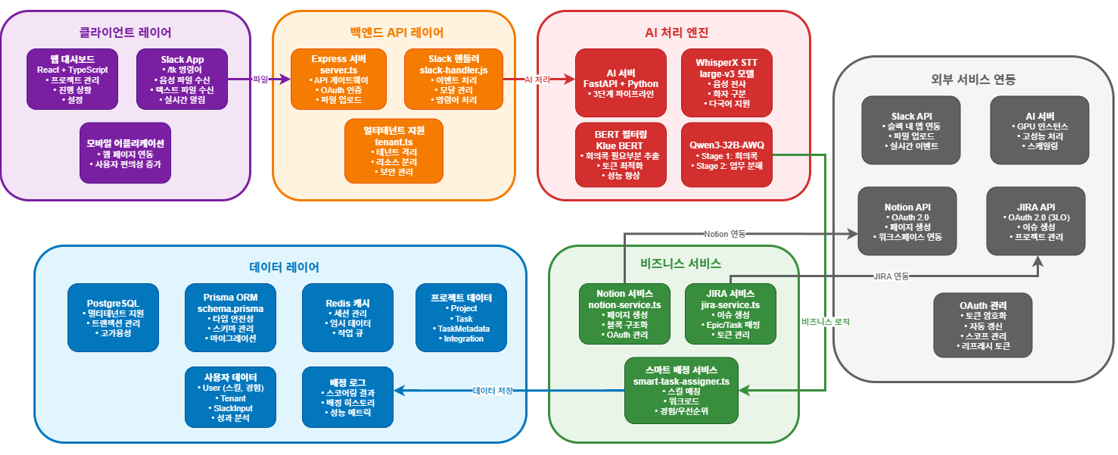 클라이언트 레이어
웹 대시보드
React + TypeScript
• 프로젝트 관리
• 진행 상황
• 설정
Slack App
• /tk 명령어
• 음성 파일 수신
• 텍스트 파일 수신
• 실시간 알림
모바일 어플리케이션
• 웹 페이지 연동
• 사용자 편의성 증가
파일
백엔드 API 레이어
Express 서버
server.ts
• API 게이트웨이
• OAuth 인증
• 파일 업로드
Slack 핸들러
slack-handler.js
• 이벤트 처리
• 모달 관리
• 명령어 처리
멀티테넌트 지원
tenant.ts
• 테넌트 격리
• 리소스 분리
• 보안 관리
AI 처리
AI 처리 엔진
AI 서버
FastAPI + Python
• 3단계 파이프라인
WhisperX STT
large-v3 모델
• 음성 전사
• 화자 구분
• 다국어 지원
BERT 필터링
Klue BERT
• 회의록 필요부분 추출
• 토큰 최적화
• 성능 향상
Qwen3-32B-AWQ
• Stage 1: 회의록
• Stage 2: 업무 분해
외부 서비스 연동
Slack API
• 슬랙 내 앱 연동
• 파일 업로드
• 실시간 이벤트
AI 서버
• GPU 인스턴스
• 고성능 처리
• 스케일링
Notion API
• OAuth 2.0
• 페이지 생성
• 워크스페이스 연동
JIRA API
• OAuth 2.0 (3LO)
• 이슈 생성
• 프로젝트 관리
OAuth 관리
• 토큰 암호화
• 자동 갱신
• 스코프 관리
• 리프레시 토큰
Notion 연동
JIRA 연동
비즈니스 로직
데이터 레이어
PostgreSQL
• 멀티테넌트 지원
• 트랜잭션 관리
• 고가용성
Prisma ORM
schema.prisma
• 타입 안전성
• 스키마 관리
• 마이그레이션
Redis 캐시
• 세션 관리
• 임시 데이터
• 작업 큐
프로젝트 데이터
• Project
• Task
• TaskMetadata
• Integration
사용자 데이터
• User (스킬, 경험)
• Tenant
• SlackInput
• 성과 분석
배정 로그
• 스코어링 결과
• 배정 히스토리
• 성능 메트릭
데이터 저장
비즈니스 서비스
Notion 서비스
notion-service.ts
• 페이지 생성
• 블록 구조화
• OAuth 관리
JIRA 서비스
jira-service.ts
• 이슈 생성
• Epic/Task 매핑
• 토큰 관리
스마트 배정 서비스
smart-task-assigner.ts
• 스킬 매칭
• 워크로드
• 경험/우선순위